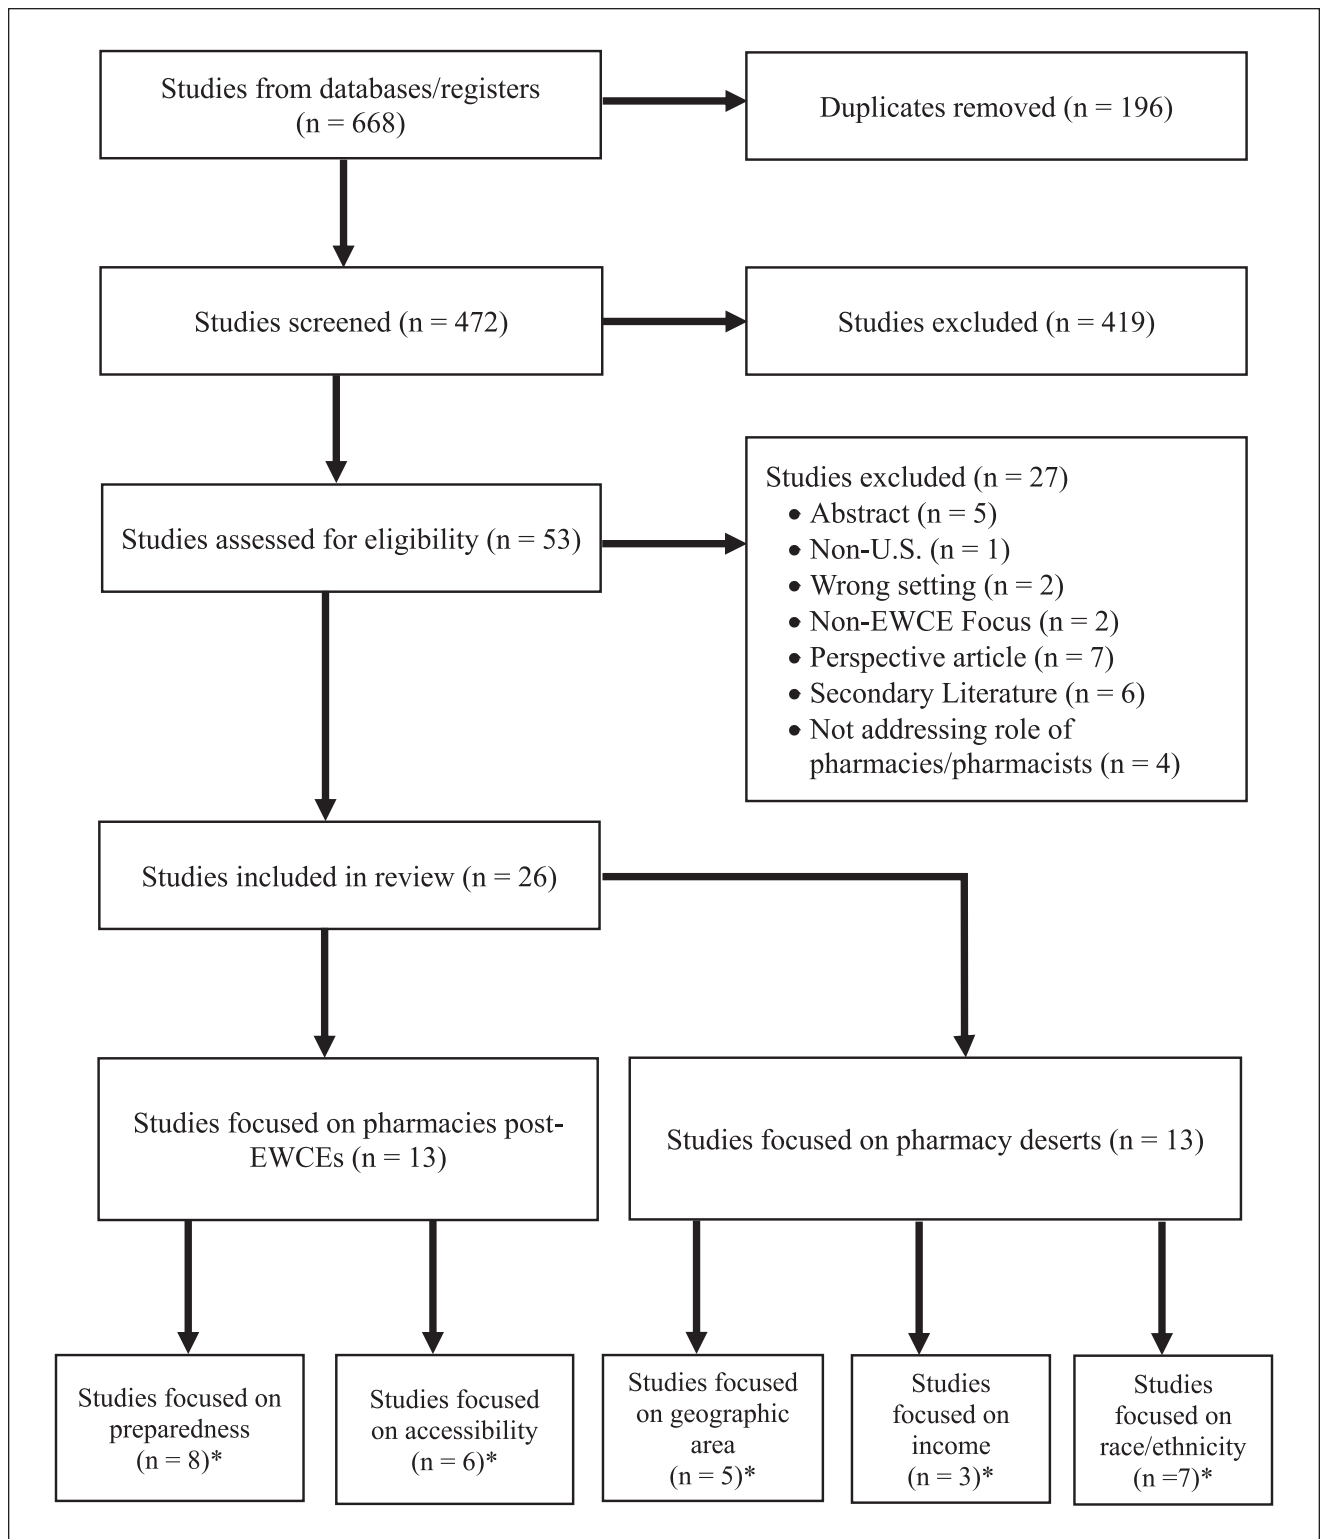 Studies from databases/registers
(n = 668)
Duplicates removed (n = 196)
Studies screened (n = 472)
Studies excluded (n = 419)
Studies assessed for eligibility (n = 53)
Studies excluded (n = 27)
• Abstract (n = 5)
• Non-U.S. (n = 1)
• Wrong setting (n = 2)
• Non-EWCE Focus (n = 2)
• Perspective article (n = 7)
• Secondary Literature (n = 6)
• Not addressing role of
pharmacies/pharmacists (n = 4)
Studies included in review (n = 26)
Studies focused on pharmacies post-
EWCEs (n = 13)
Studies focused on pharmacy deserts (n = 13)
Studies focused on
preparedness
(n = 8)*
Studies focused
on accessibility
(n = 6)*
Studies focused
on geographic
area
(n = 5)*
Studies
focused on
income
(n = 3)*
Studies
focused on
race/ethnicity
(n =7)*